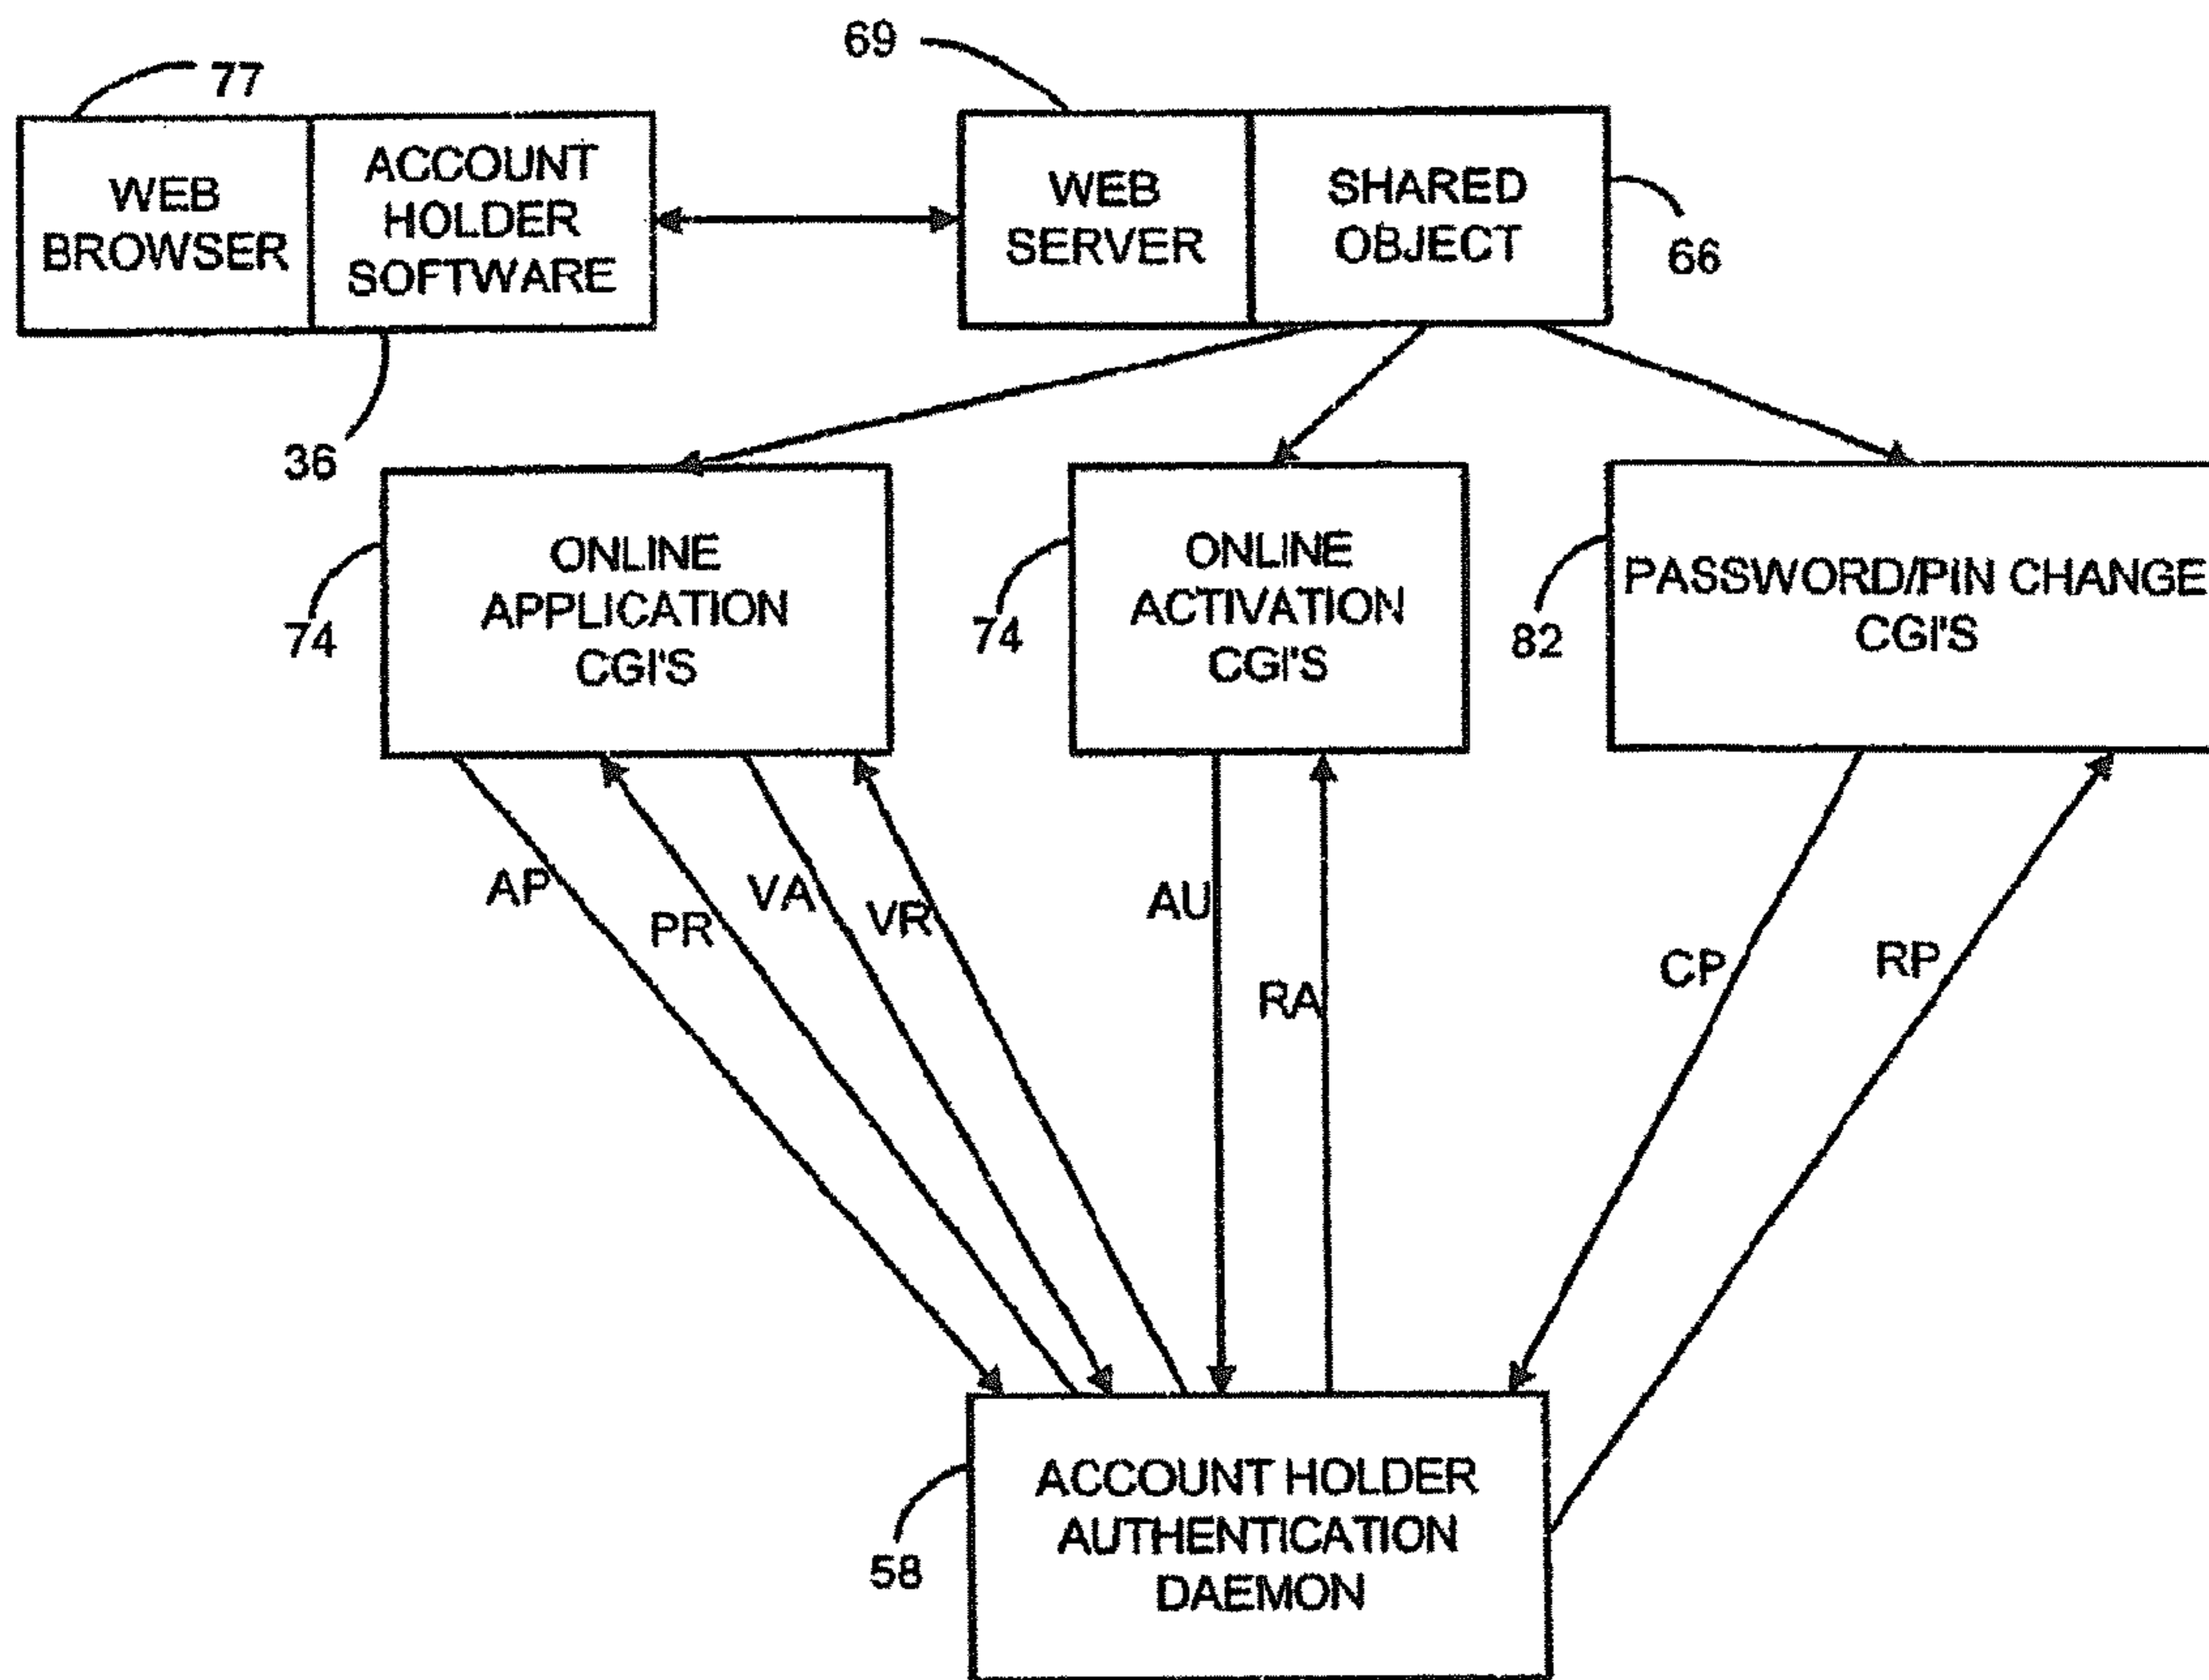 69
77
WEB
BROWSER
ACCOUNT
HOLDER
SOFTWARE
WEB
SERVER
SHARED
OBJECT
66
36
ONLINE
APPLICATION
CGI'S
74
ONLINE
ACTIVATION
CGI'S
74
PASSWORD/PIN CHANGE
CGI'S
82
AP
PR
VA
VR
AU
RA
CP
RP
ACCOUNT HOLDER
AUTHENTICATION
DAEMON
58